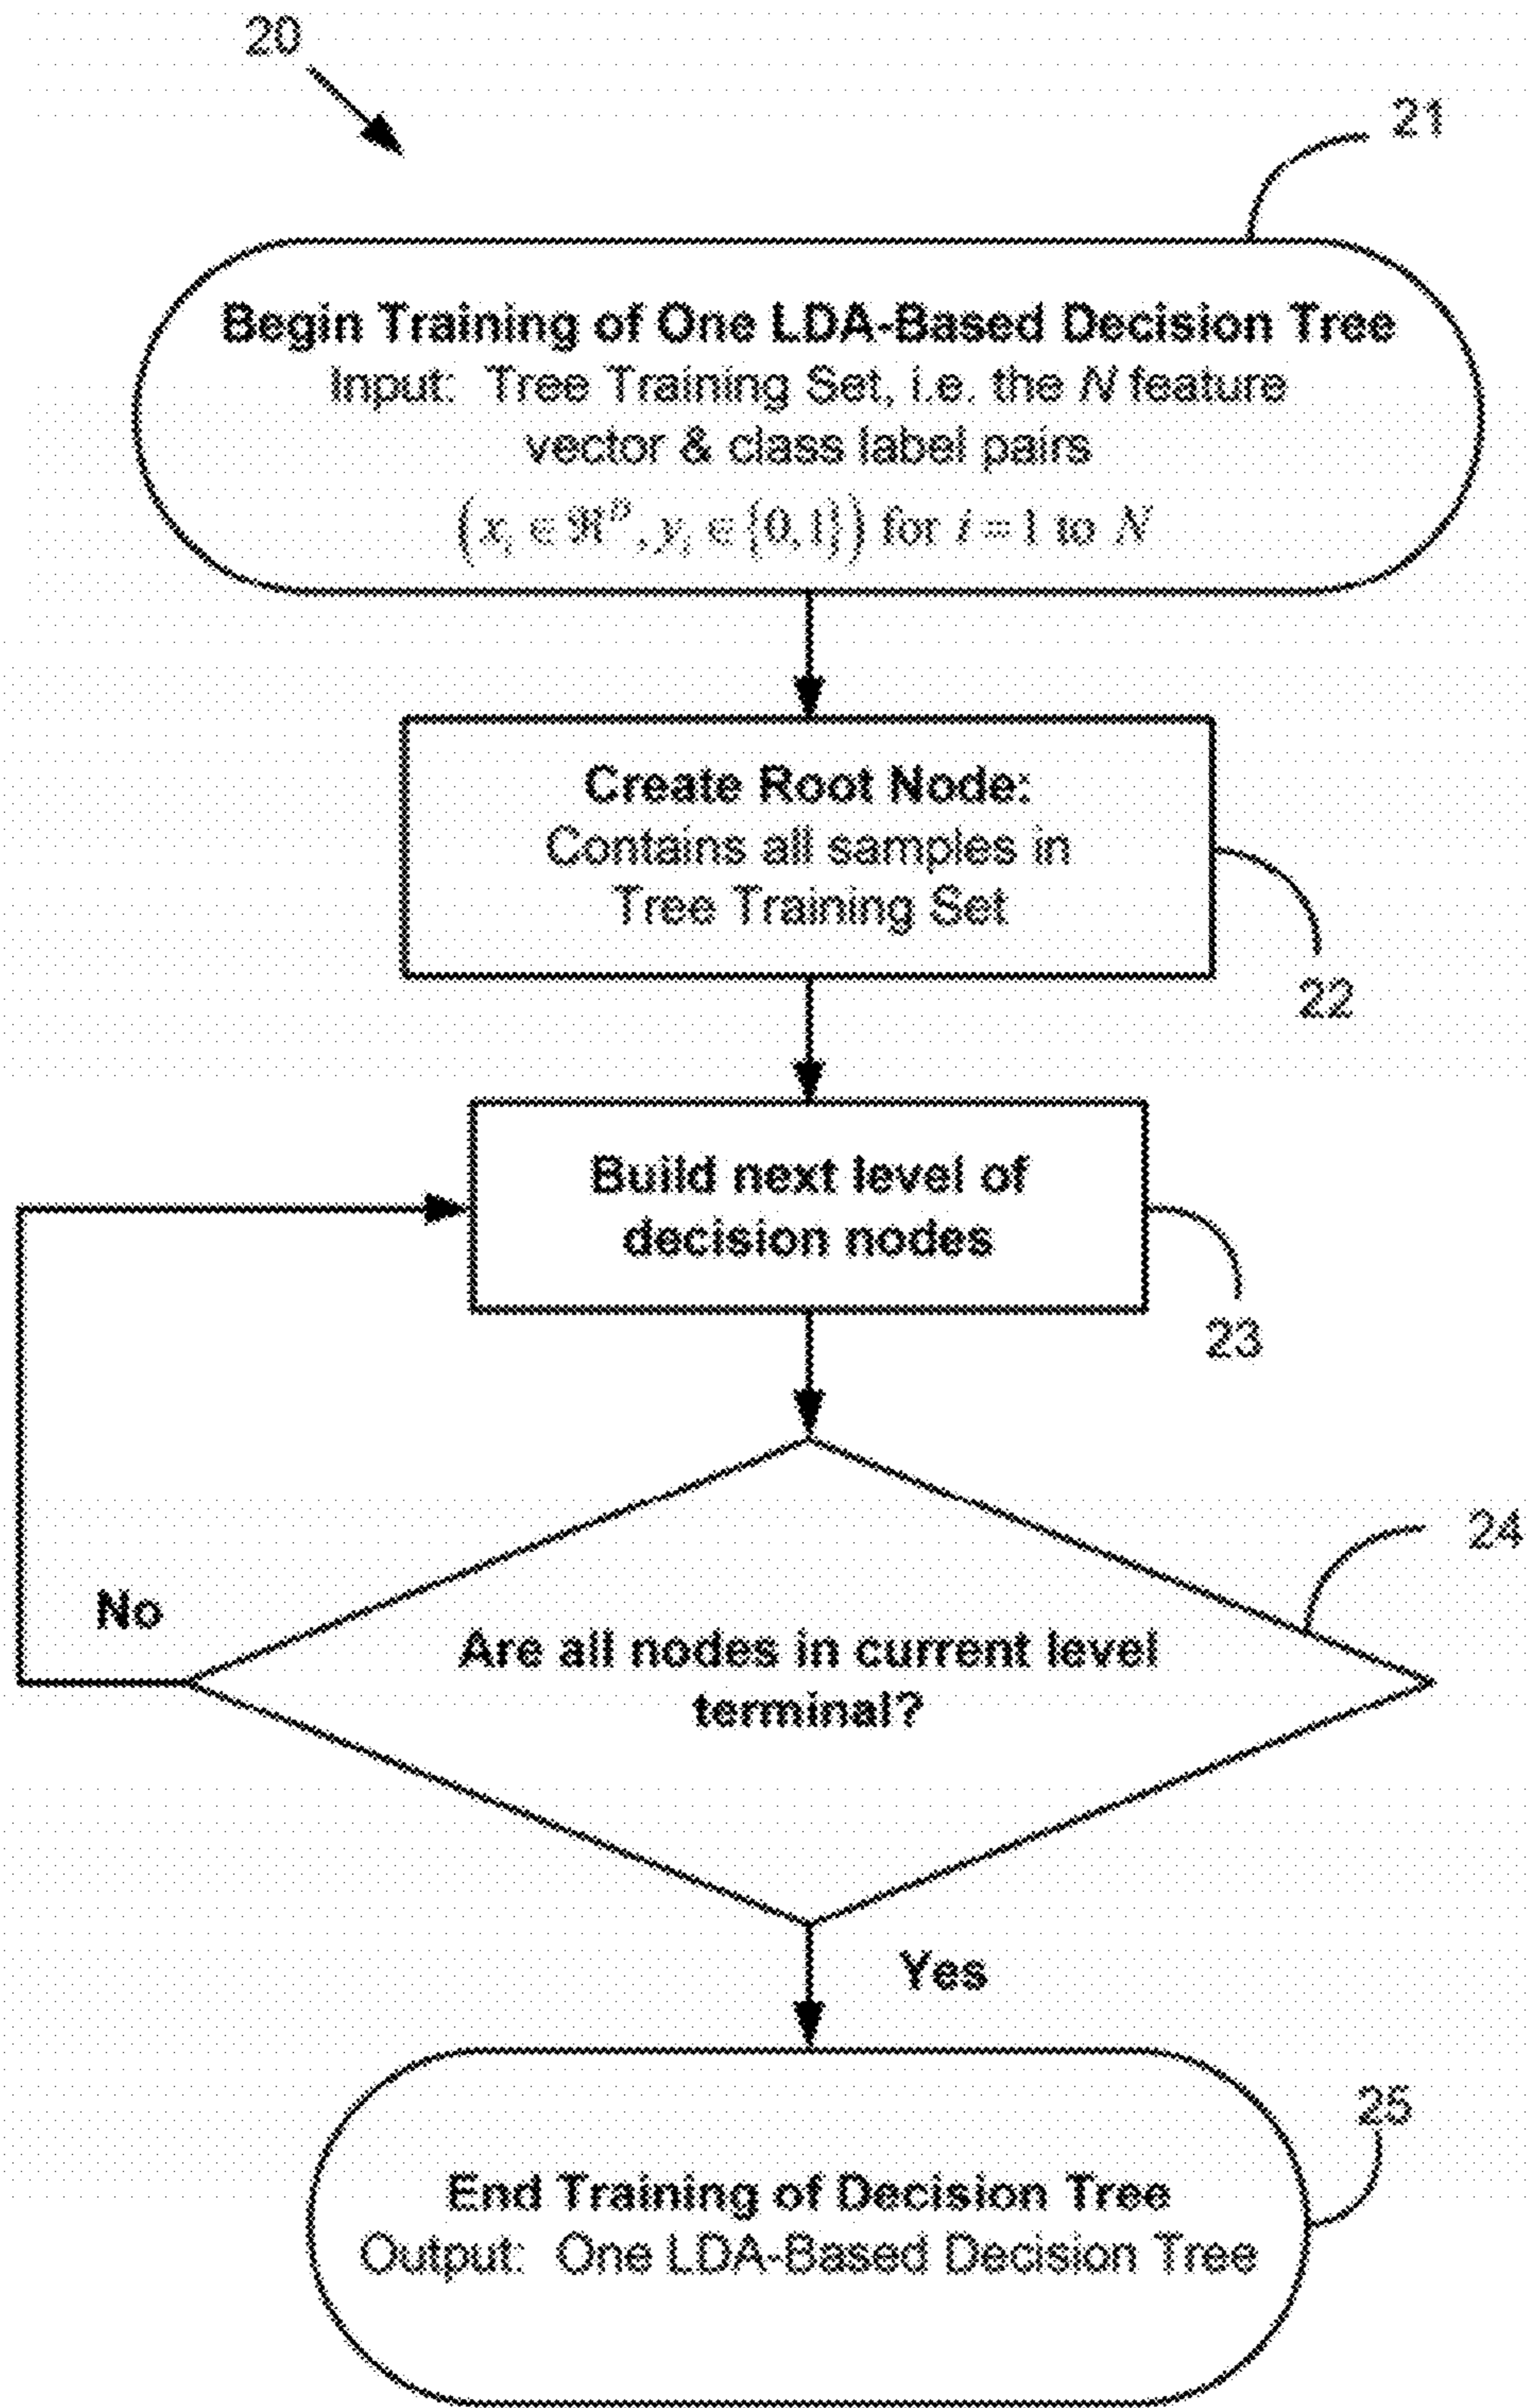 20
21
Begin Training of One LDA-Based Decision Tree
Input: Tree Training Set, i.e. the N feature
vector & class label pairs
(x_i ∈ ℜ^D, y_i ∈ {0,1}) for i = 1 to N
Create Root Node:
Contains all samples in
Tree Training Set
22
Build next level of
decision nodes
23
24
No
Are all nodes in current level
terminal?
Yes
25
End Training of Decision Tree
Output: One LDA-Based Decision Tree